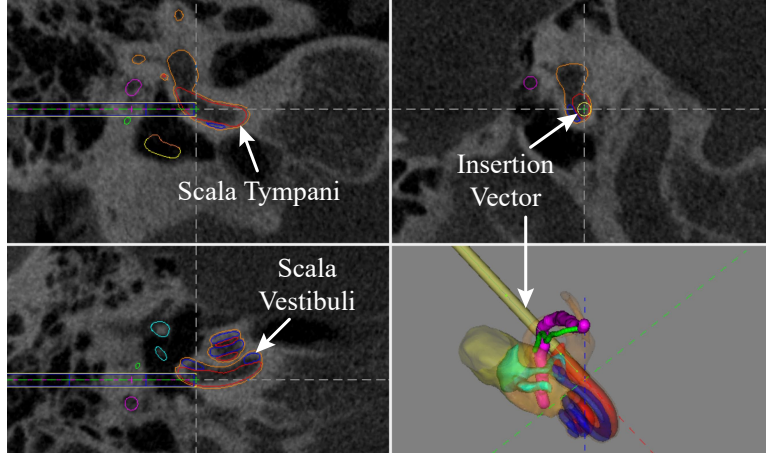 Scala Tympani
Insertion
Vector
Scala
Vestibuli